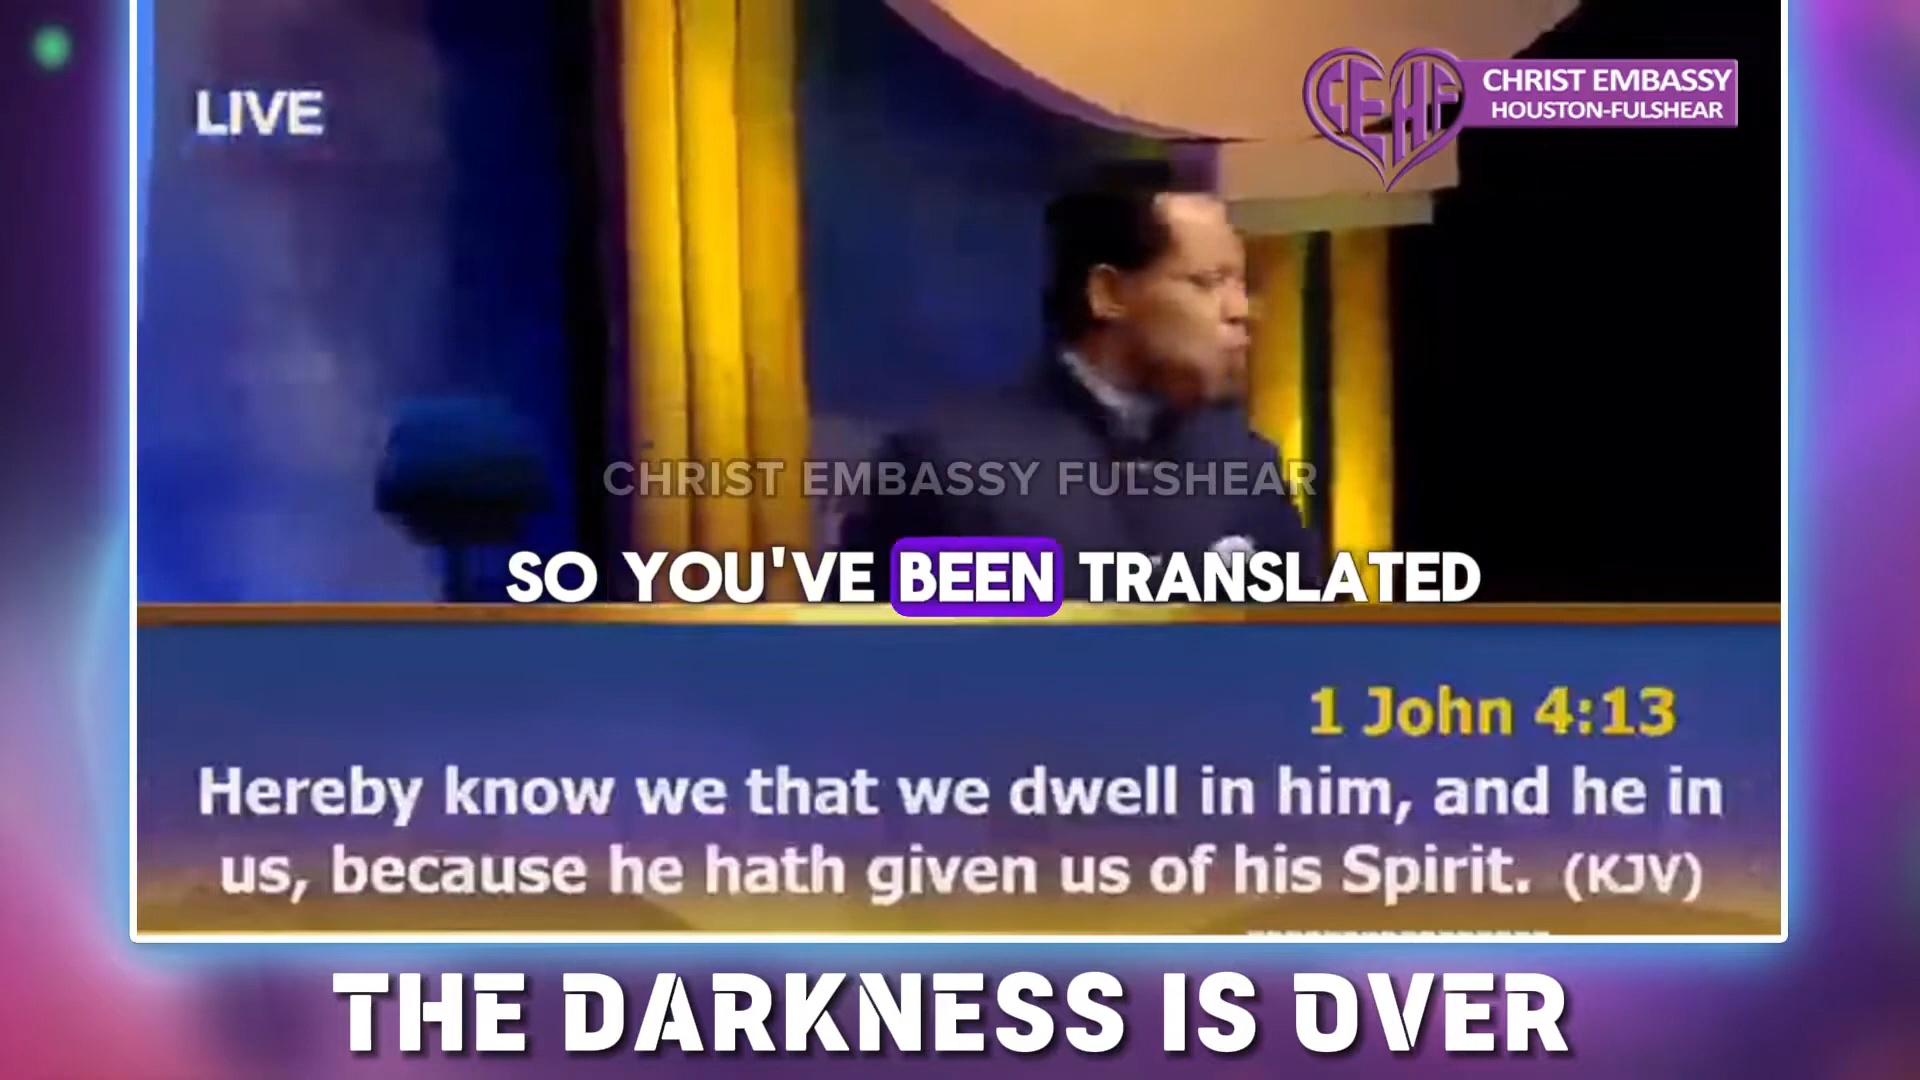 LIVE
CEHF
CHRIST EMBASSY
HOUSTON-FULSHEAR
CHRIST EMBASSY FULSHEAR
SO YOU'VE BEEN TRANSLATED
1 John 4:13
Hereby know we that we dwell in him, and he in
us, because he hath given us of his Spirit. (KJV)
THE DARKNESS IS OVER